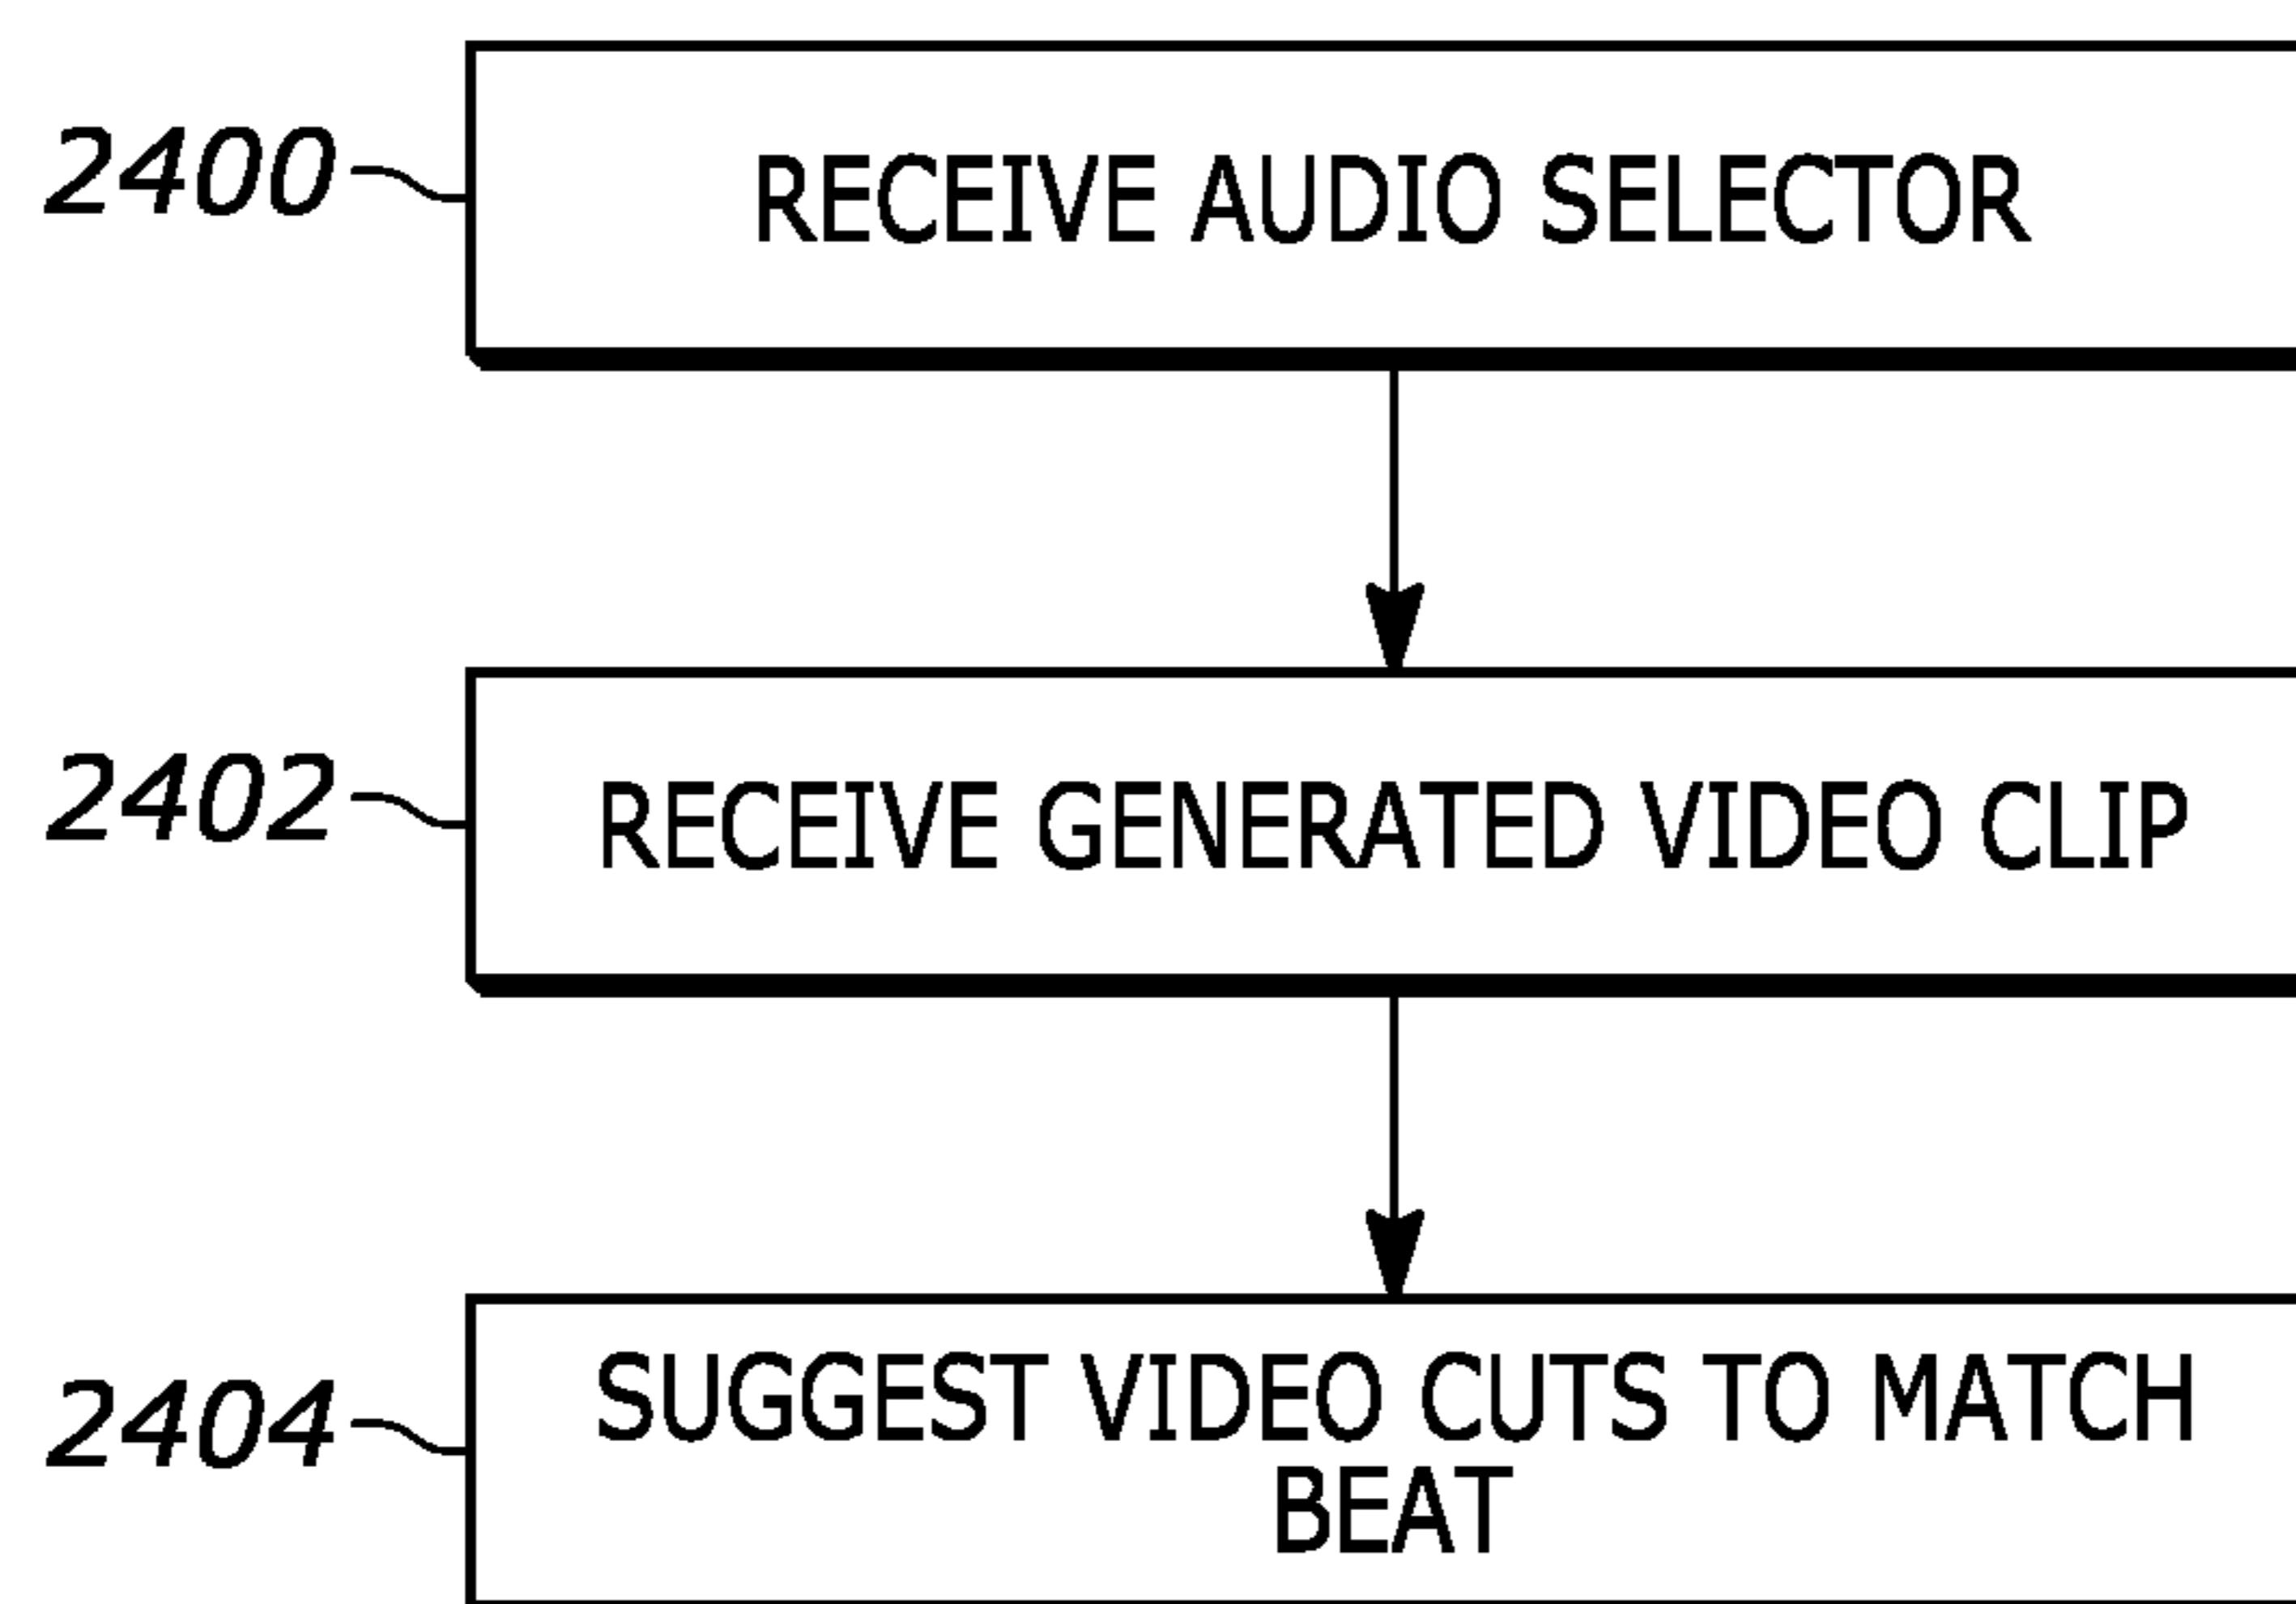 2400
RECEIVE AUDIO SELECTOR
2402
RECEIVE GENERATED VIDEO CLIP
2404
SUGGEST VIDEO CUTS TO MATCH
BEAT